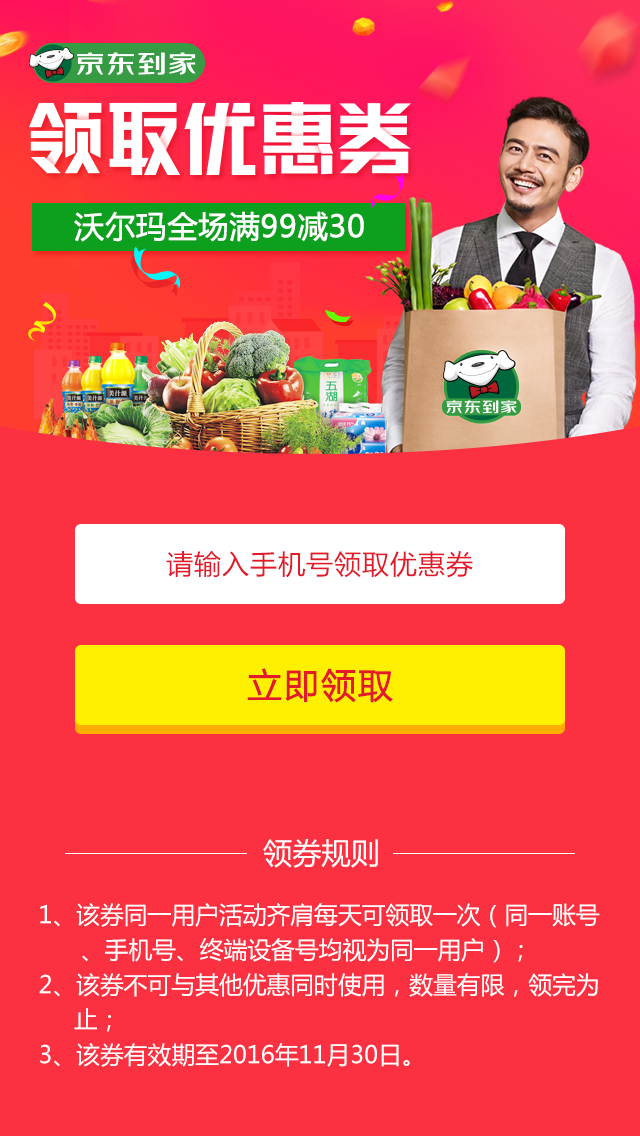 京东到家
领取优惠券
沃尔玛全场满99减30
美汁源
美汁源
美汁源
五湖
京东到家
请输入手机号领取优惠券
立即领取
领券规则
1、该券同一用户活动齐肩每天可领取一次（同一账号
、手机号、终端设备号均视为同一用户）；
2、该券不可与其他优惠同时使用，数量有限，领完为
止；
3、该券有效期至2016年11月30日。